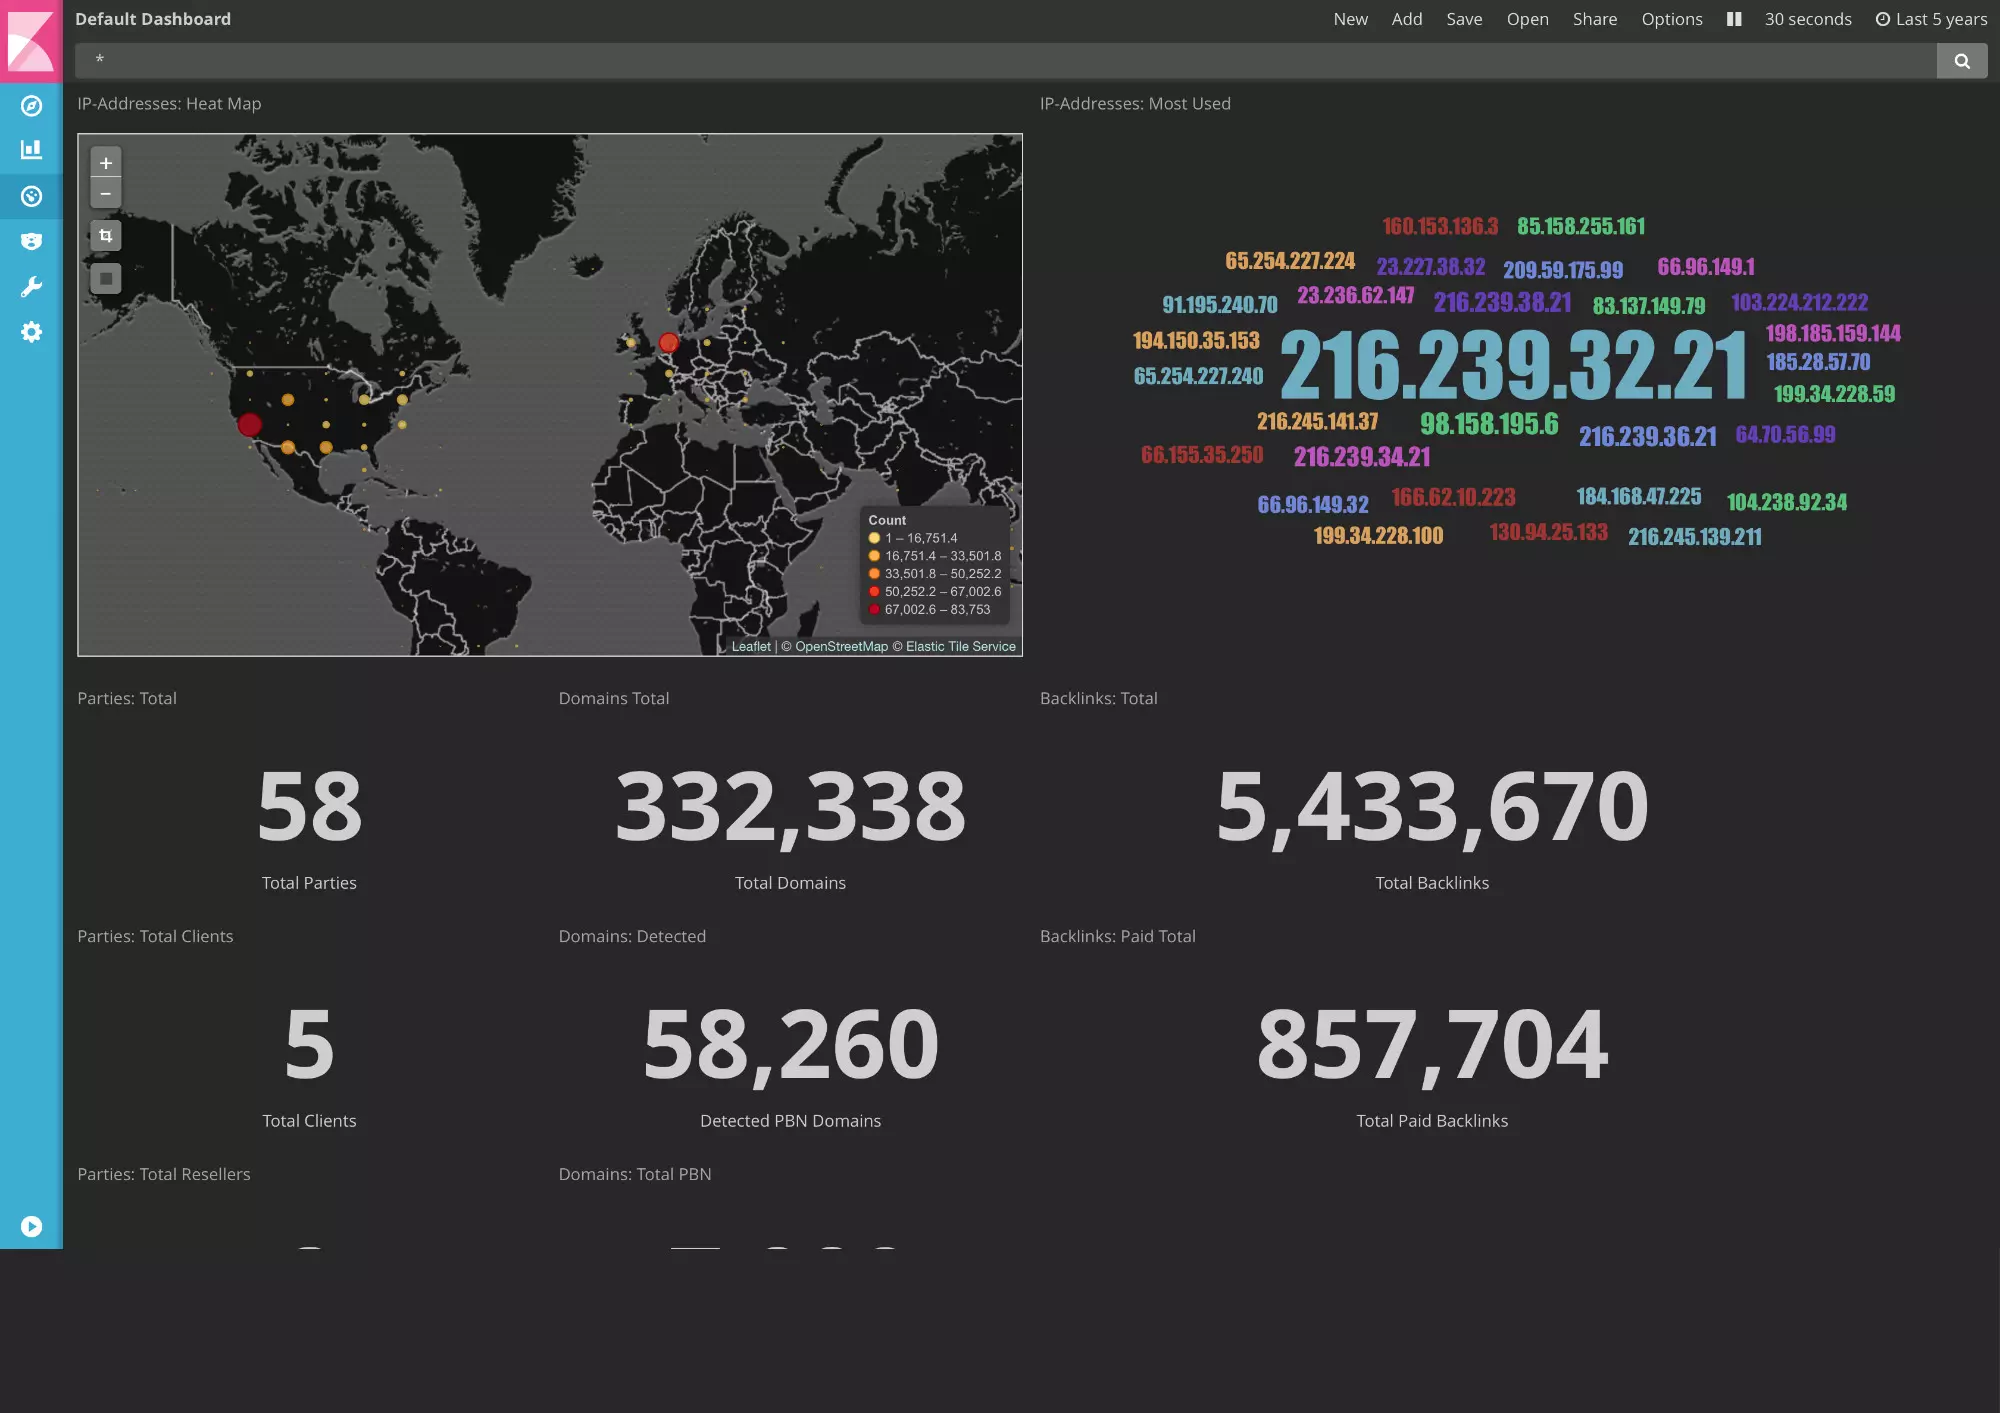 Default Dashboard
New Add Save Open Share Options 30 seconds Last 5 years
*
IP-Addresses: Heat Map
+
−
Count
1 – 16,751.4
16,751.4 – 33,501.8
33,501.8 – 50,252.2
50,252.2 – 67,002.6
67,002.6 – 83,753
Leaflet | © OpenStreetMap © Elastic Tile Service
IP-Addresses: Most Used
160.153.136.3 85.158.255.161
65.254.227.224 23.227.38.32 209.59.175.99 66.96.149.1
91.195.240.70 23.236.62.147 216.239.38.21 83.137.149.79 103.224.212.222
194.150.35.153 216.239.32.21 198.185.159.144
185.28.57.70
65.254.227.240 199.34.228.59
216.245.141.37 98.158.195.6 216.239.36.21 64.70.56.99
66.155.35.250 216.239.34.21
66.96.149.32 166.62.10.223 184.168.47.225 104.238.92.34
199.34.228.100 130.94.25.133 216.245.139.211
Parties: Total
58
Total Parties
Domains Total
332,338
Total Domains
Backlinks: Total
5,433,670
Total Backlinks
Parties: Total Clients
5
Total Clients
Domains: Detected
58,260
Detected PBN Domains
Backlinks: Paid Total
857,704
Total Paid Backlinks
Parties: Total Resellers
Domains: Total PBN